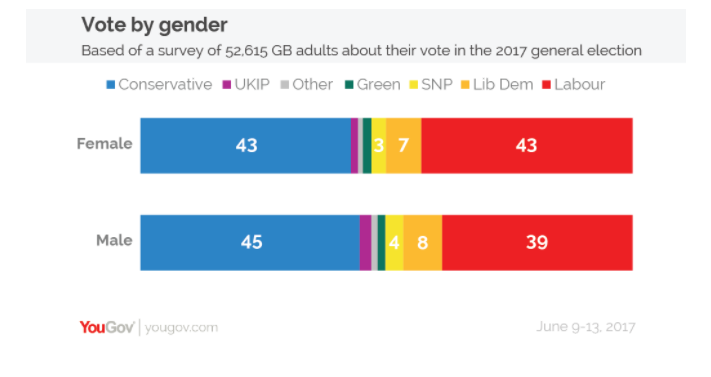 Vote by gender
Based of a survey of 52,615 GB adults about their vote in the 2017 general election
Conservative UKIP Other Green SNP Lib Dem Labour
Female 43 3 7 43
Male 45 4 8 39
YouGov yougov.com June 9-13, 2017